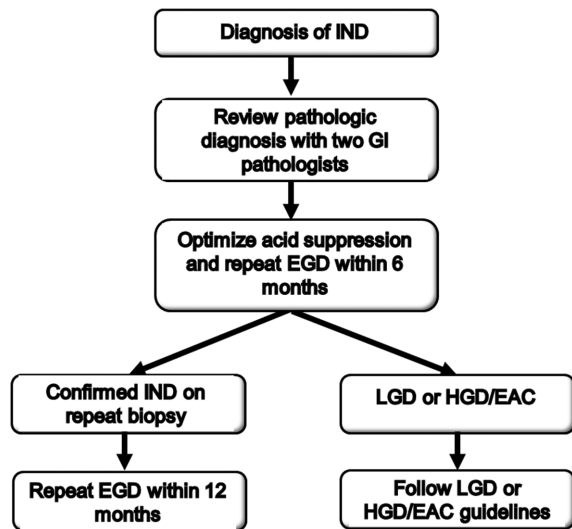 Diagnosis of IND
Review pathologic
diagnosis with two GI
pathologists
Optimize acid suppression
and repeat EGD within 6
months
Confirmed IND on
repeat biopsy
LGD or HGD/EAC
Repeat EGD within 12
months
Follow LGD or
HGD/EAC guidelines